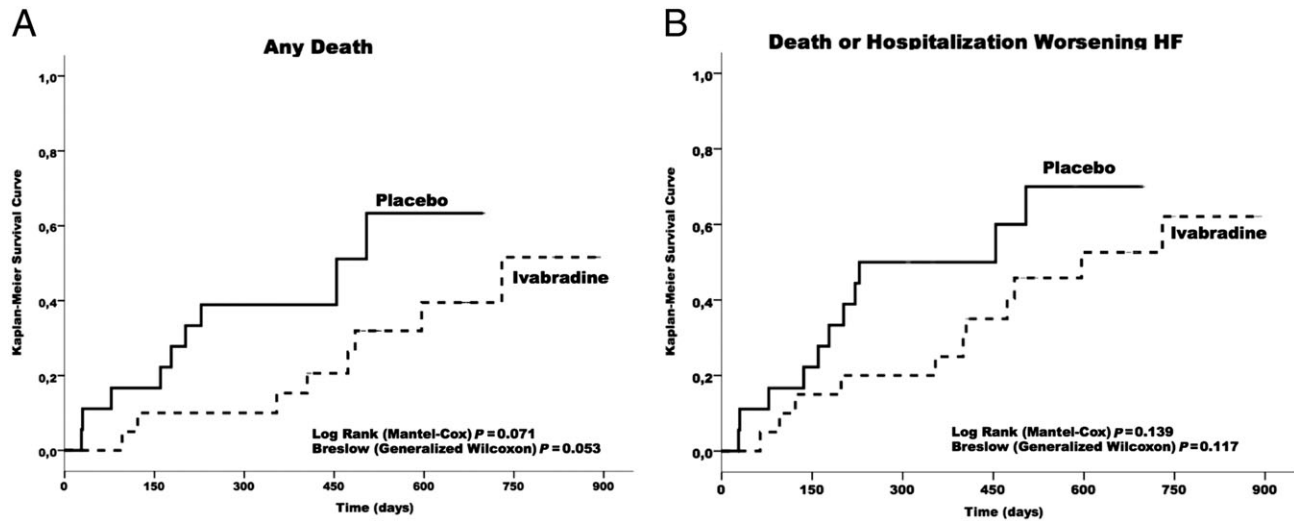 A
Any Death
Kaplan-Meier Survival Curve
1,0
0,8
0,6
0,4
0,2
0,0
Placebo
Ivabradine
Log Rank (Mantel-Cox) P = 0.071
Breslow (Generalized Wilcoxon) P = 0.053
0 150 300 450 600 750 900
Time (days)
B
Death or Hospitalization Worsening HF
Kaplan-Meier Survival Curve
1,0
0,8
0,6
0,4
0,2
0,0
Placebo
Ivabradine
Log Rank (Mantel-Cox) P = 0.139
Breslow (Generalized Wilcoxon) P = 0.117
0 150 300 450 600 750 900
Time (days)